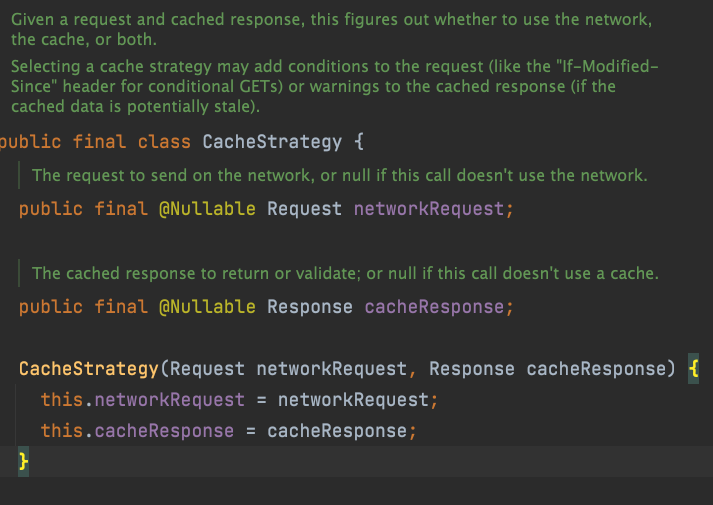 Given a request and cached response, this figures out whether to use the network,
the cache, or both.
Selecting a cache strategy may add conditions to the request (like the "If-Modified-
Since" header for conditional GETs) or warnings to the cached response (if the
cached data is potentially stale).
public final class CacheStrategy {
The request to send on the network, or null if this call doesn't use the network.
public final @Nullable Request networkRequest;
The cached response to return or validate; or null if this call doesn't use a cache.
public final @Nullable Response cacheResponse;
CacheStrategy(Request networkRequest, Response cacheResponse) {
this.networkRequest = networkRequest;
this.cacheResponse = cacheResponse;
}